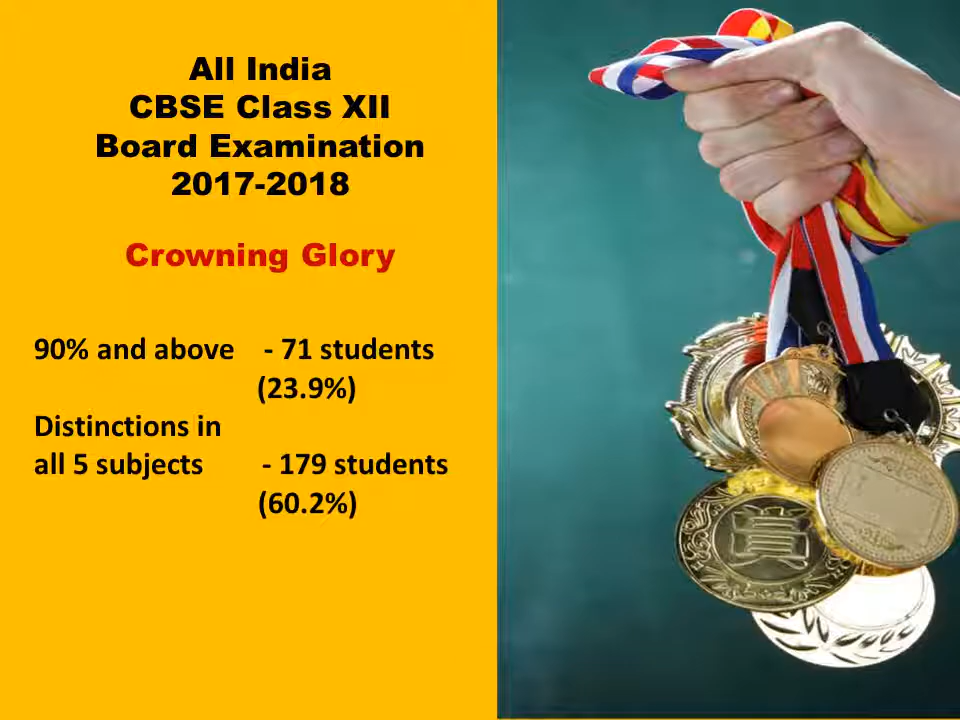 All India
CBSE Class XII
Board Examination
2017-2018
Crowning Glory
90% and above - 71 students
(23.9%)
Distinctions in
all 5 subjects - 179 students
(60.2%)